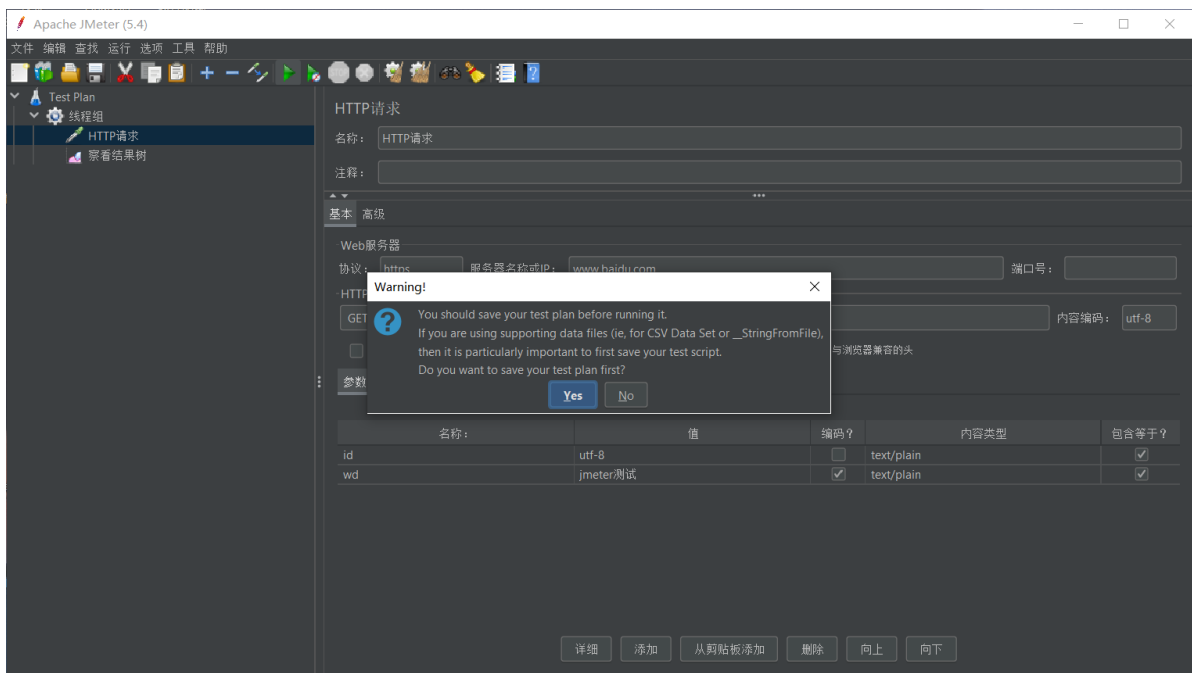 Apache JMeter (5.4)
文件 编辑 查找 运行 选项 工具 帮助
Test Plan
线程组
HTTP请求
察看结果树
HTTP请求
名称： HTTP请求
注释：
基本 高级
Web服务器
协议： https 服务器名称或IP： www.baidu.com 端口号：
HTTP
GET 内容编码： utf-8
与浏览器兼容的头
参数
Warning!
You should save your test plan before running it.
If you are using supporting data files (ie, for CSV Data Set or __StringFromFile),
then it is particularly important to first save your test script.
Do you want to save your test plan first?
Yes No
名称： 值 编码？ 内容类型 包含等于？
id utf-8 text/plain
wd jmeter测试 text/plain
详细 添加 从剪贴板添加 删除 向上 向下